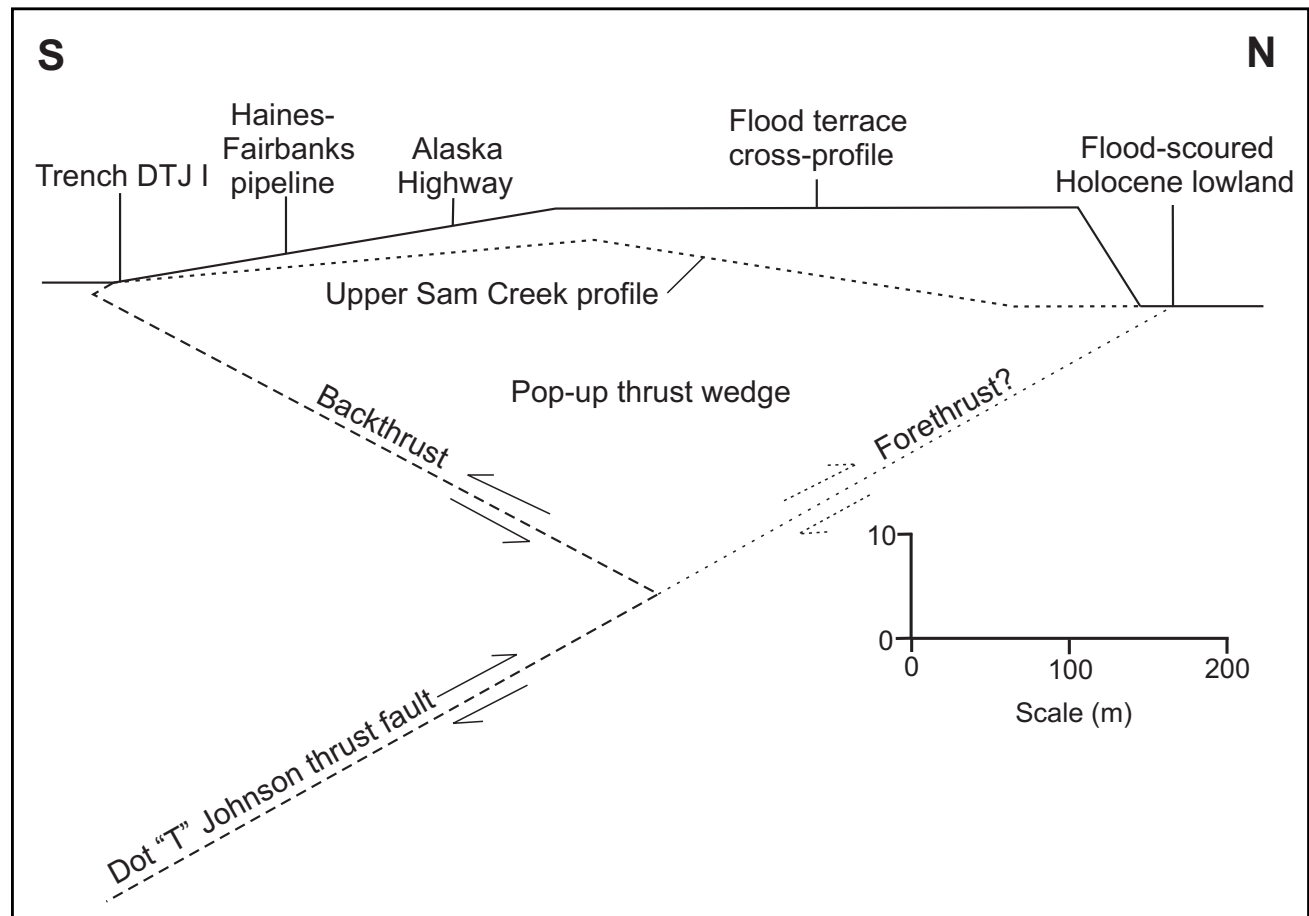 S
N
Haines-
Fairbanks
pipeline
Trench DTJ I
Alaska
Highway
Flood terrace
cross-profile
Flood-scoured
Holocene lowland
Upper Sam Creek profile
Pop-up thrust wedge
Backthrust
Forethrust?
Dot “T” Johnson thrust fault
10
0
0
100
200
Scale (m)